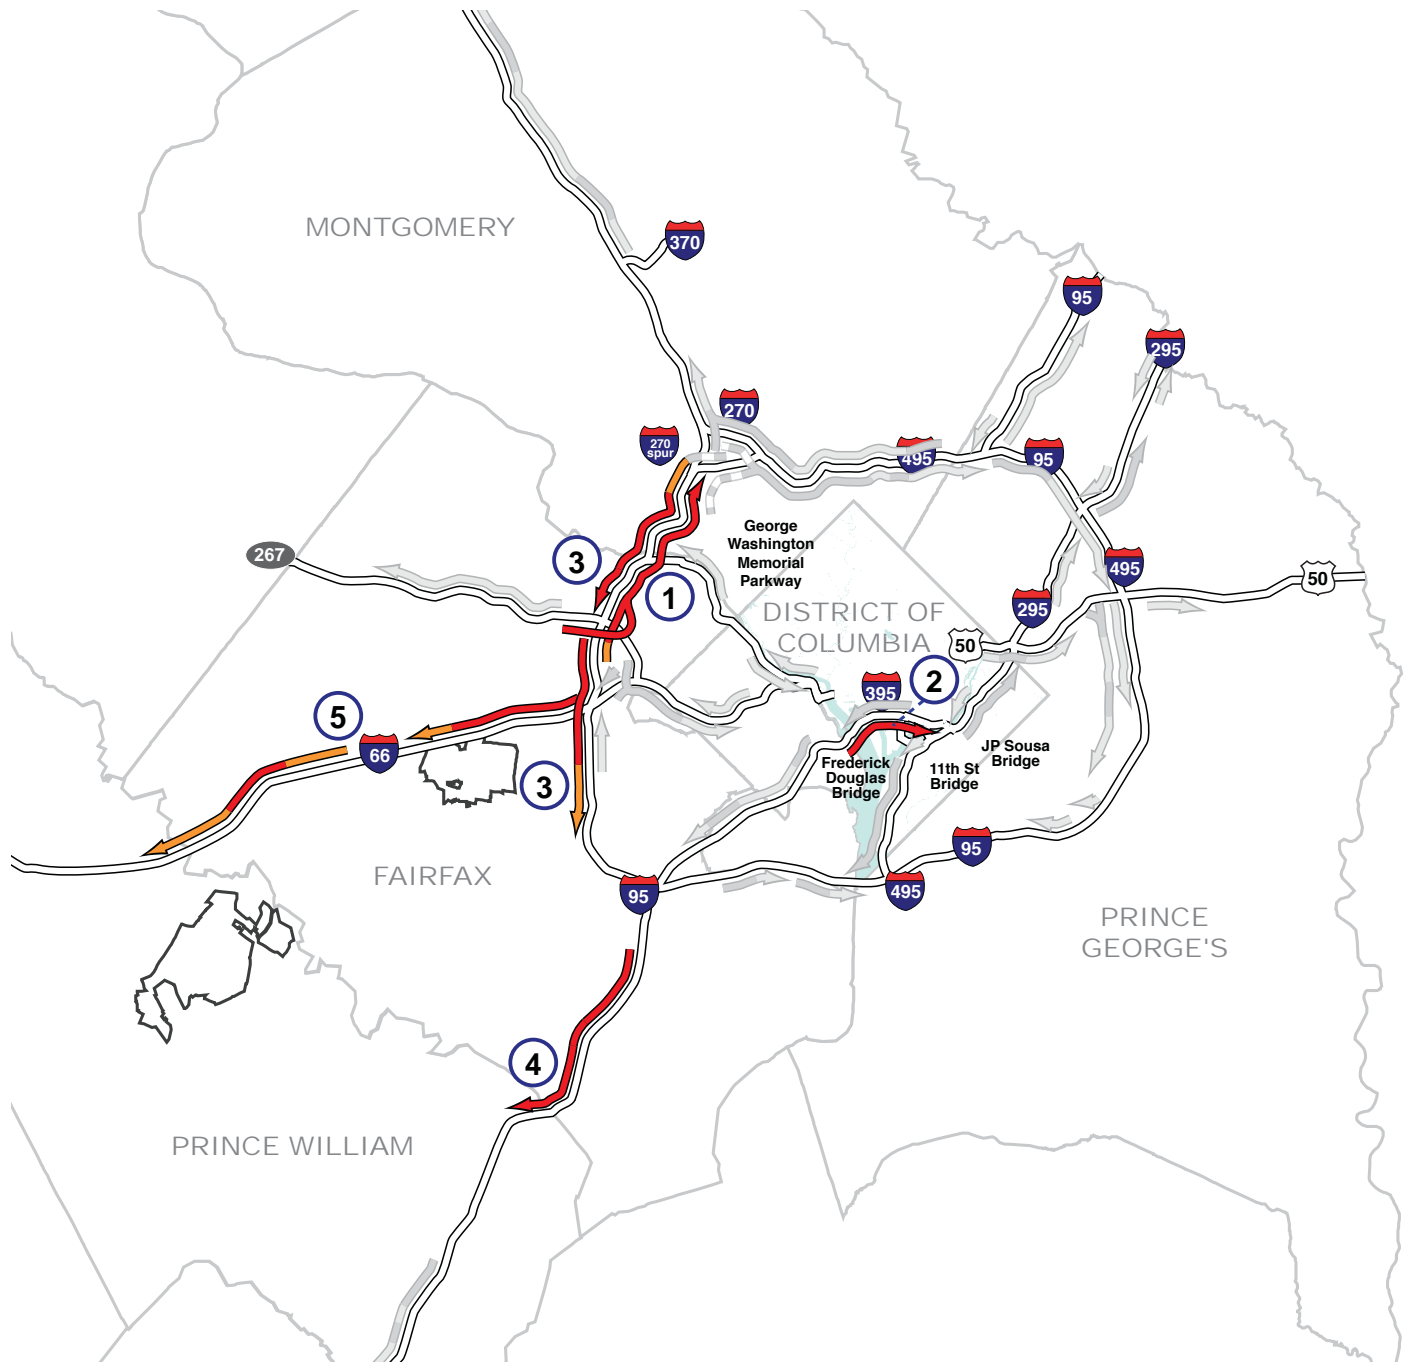 MONTGOMERY
370
95
295
270
270
spur
495
95
George
Washington
Memorial
Parkway
267
3
1
495
50
295
DISTRICT OF
COLUMBIA
50
395
2
5
66
3
JP Sousa
Bridge
11th St
Bridge
Frederick
Douglas
Bridge
95
FAIRFAX
95
495
PRINCE
GEORGE'S
4
PRINCE WILLIAM